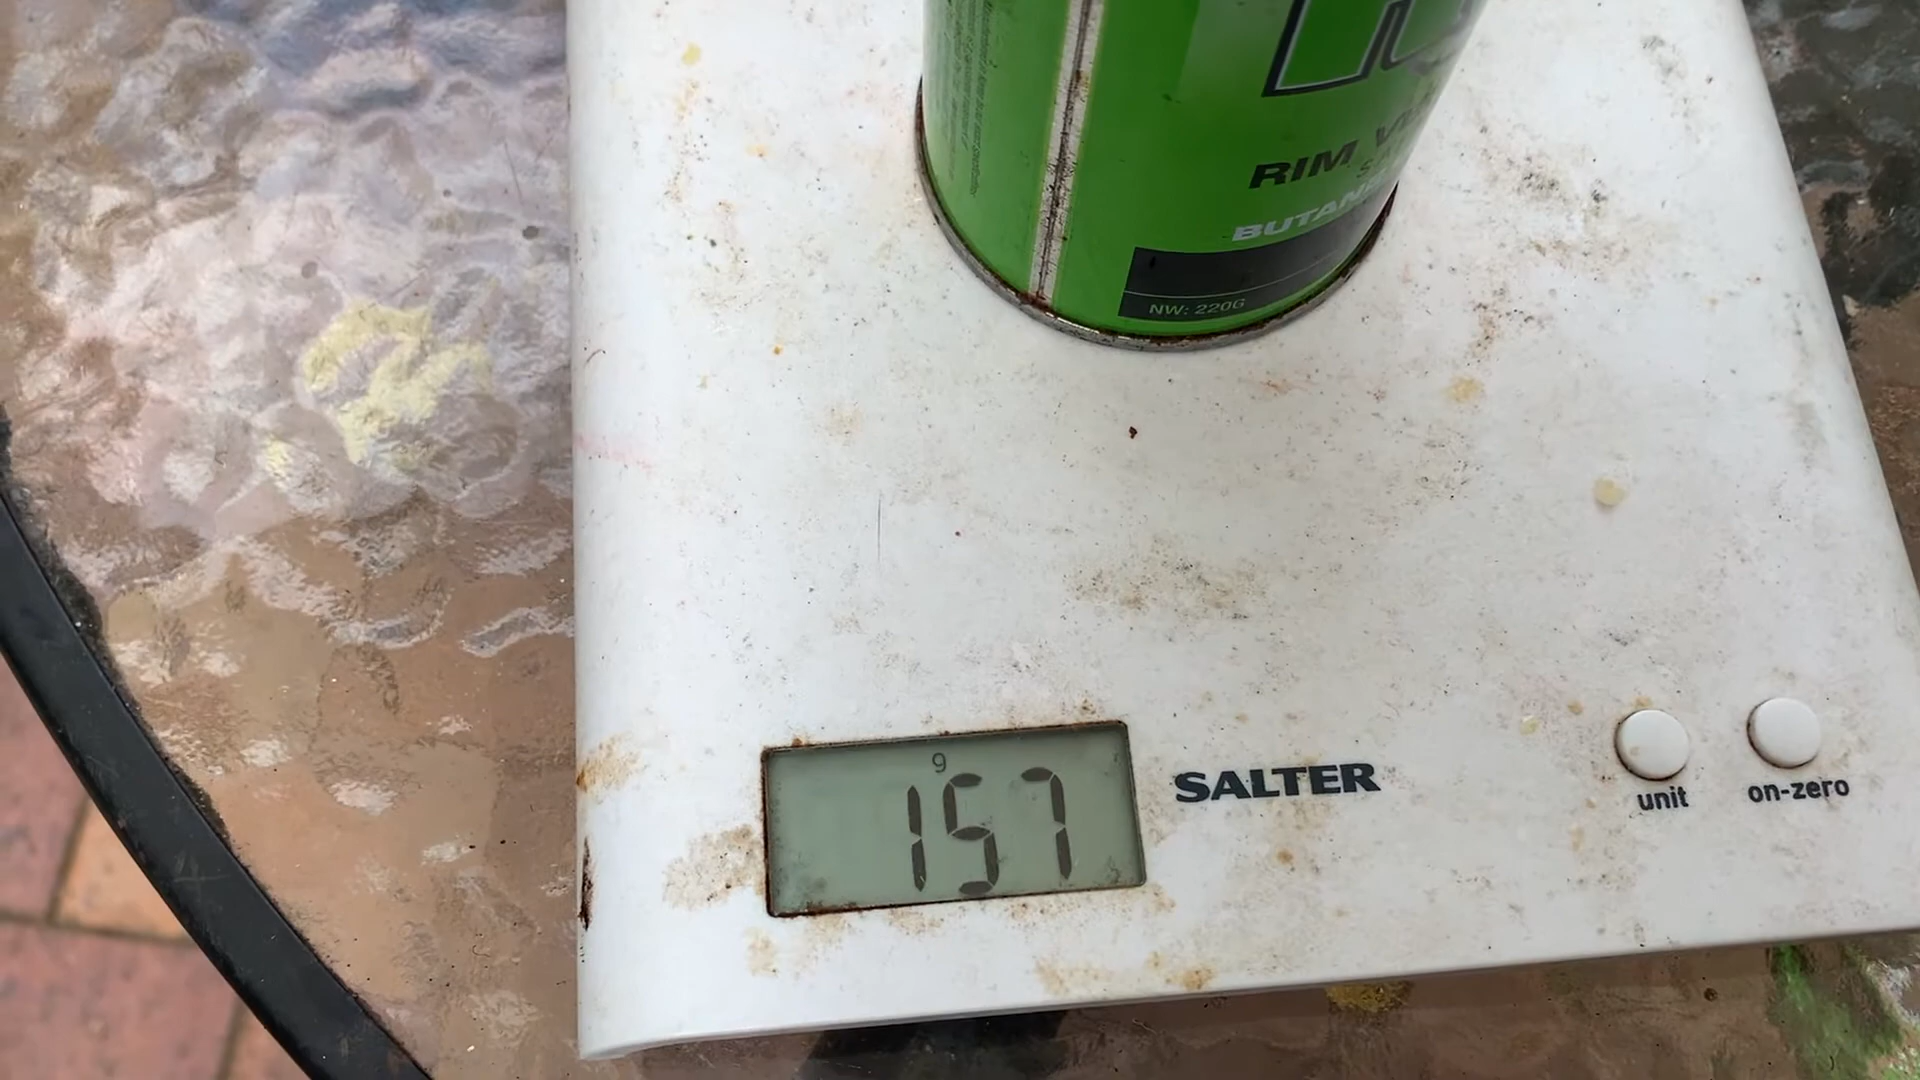 RIM V
BUTAN
NW: 220G
g
157
SALTER
unit
on-zero